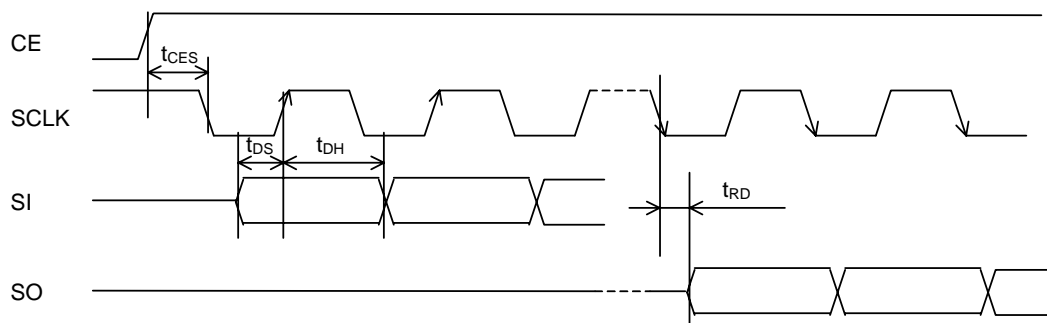 CE
tCES
SCLK
tDS
tDH
SI
tRD
SO